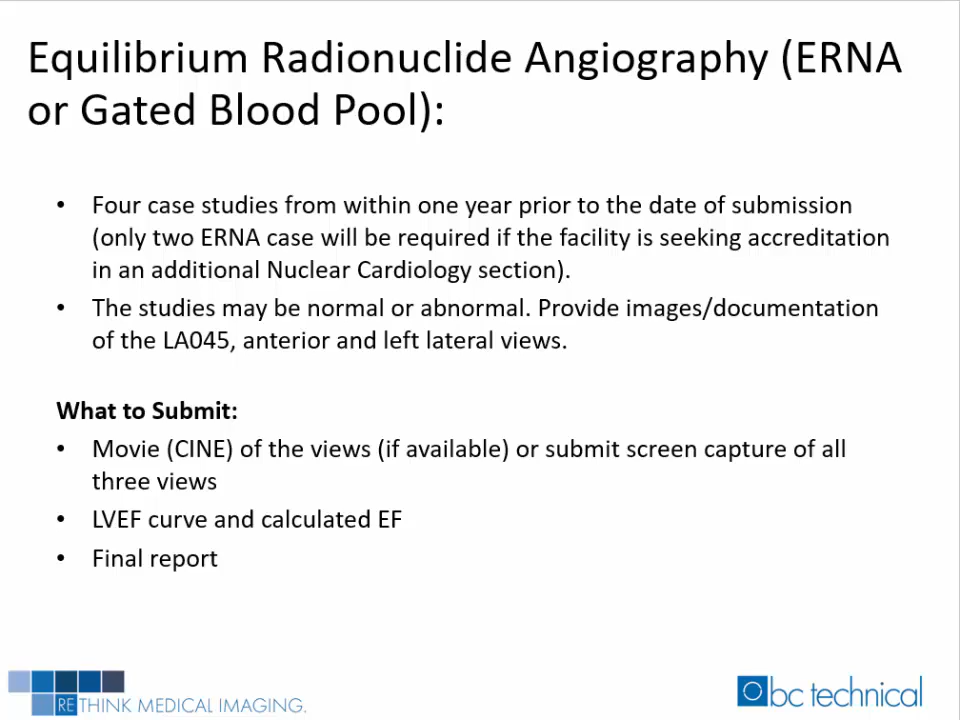 Equilibrium Radionuclide Angiography (ERNA
or Gated Blood Pool):
• Four case studies from within one year prior to the date of submission
(only two ERNA case will be required if the facility is seeking accreditation
in an additional Nuclear Cardiology section).
• The studies may be normal or abnormal. Provide images/documentation
of the LA045, anterior and left lateral views.
What to Submit:
• Movie (CINE) of the views (if available) or submit screen capture of all
three views
• LVEF curve and calculated EF
• Final report
RETHINK MEDICAL IMAGING.
bc technical